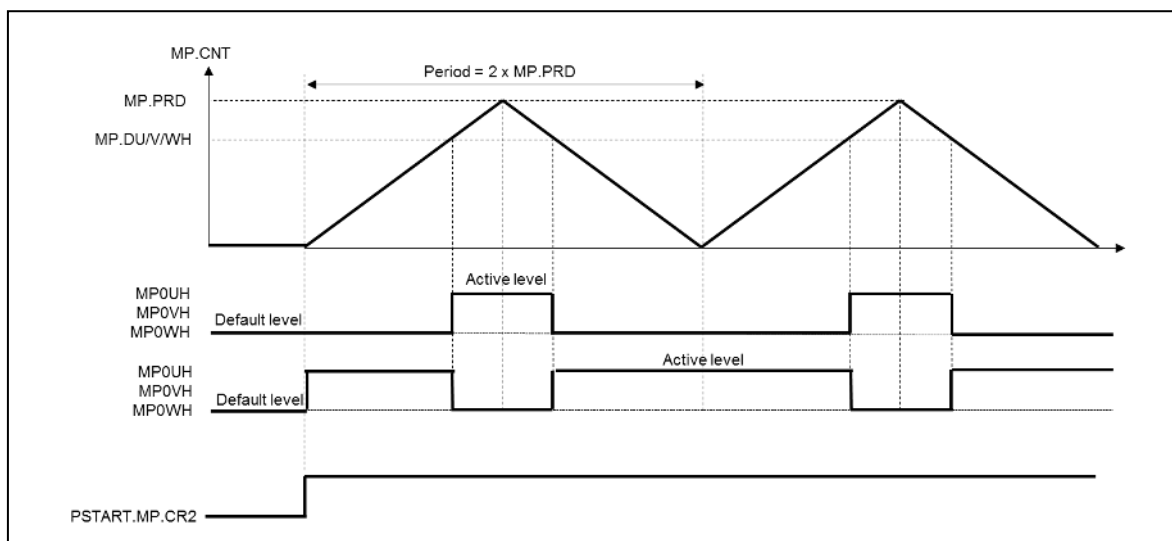 MP.CNT
Period = 2 x MP.PRD
MP.PRD
MP.DU/V/WH
Active level
MP0UH
MP0VH
Default level
MP0WH
Active level
MP0UH
MP0VH
Default level
MP0WH
PSTART.MP.CR2